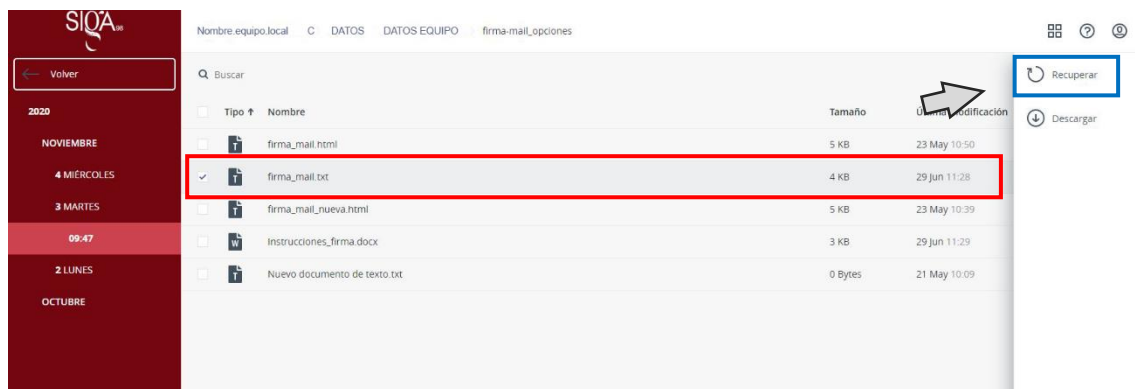 SIQA98
Nombre.equipo.local C DATOS DATOS EQUIPO firma-mail_opciones
Volver
Buscar
Recuperar
2020
Tipo ↑ Nombre Tamaño Última modificación
Descargar
NOVIEMBRE
firma_mail.html 5 KB 23 May 10:50
4 MIÉRCOLES
firma_mail.txt 4 KB 29 Jun 11:28
3 MARTES
firma_mail_nueva.html 5 KB 23 May 10:39
09:47
Instrucciones_firma.docx 3 KB 29 Jun 11:29
2 LUNES
Nuevo documento de texto.txt 0 Bytes 21 May 10:09
OCTUBRE